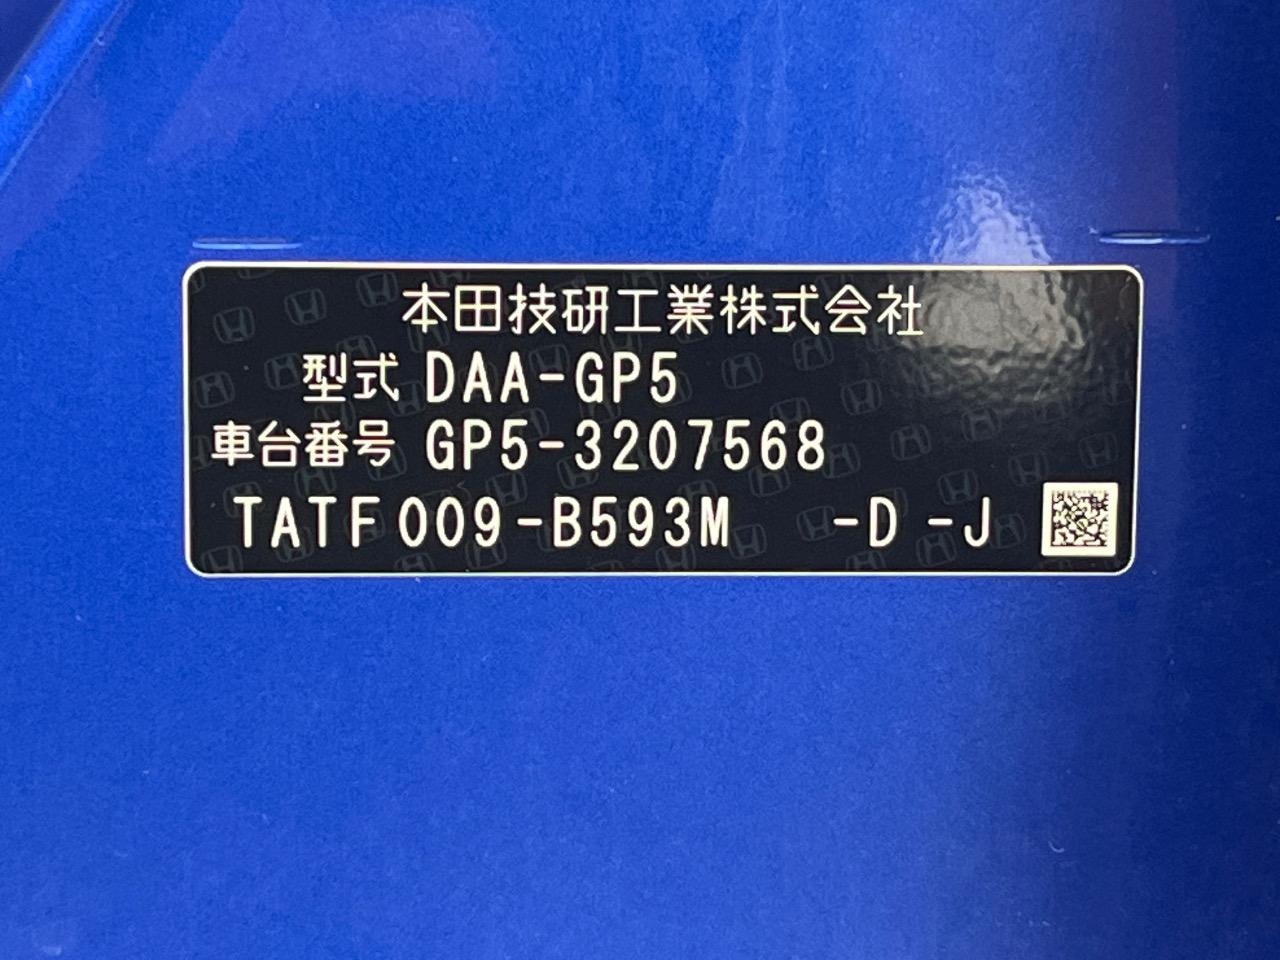 本田技研工業株式会社
型式 DAA-GP5
車台番号 GP5-3207568
TATF009-B593M -D -J